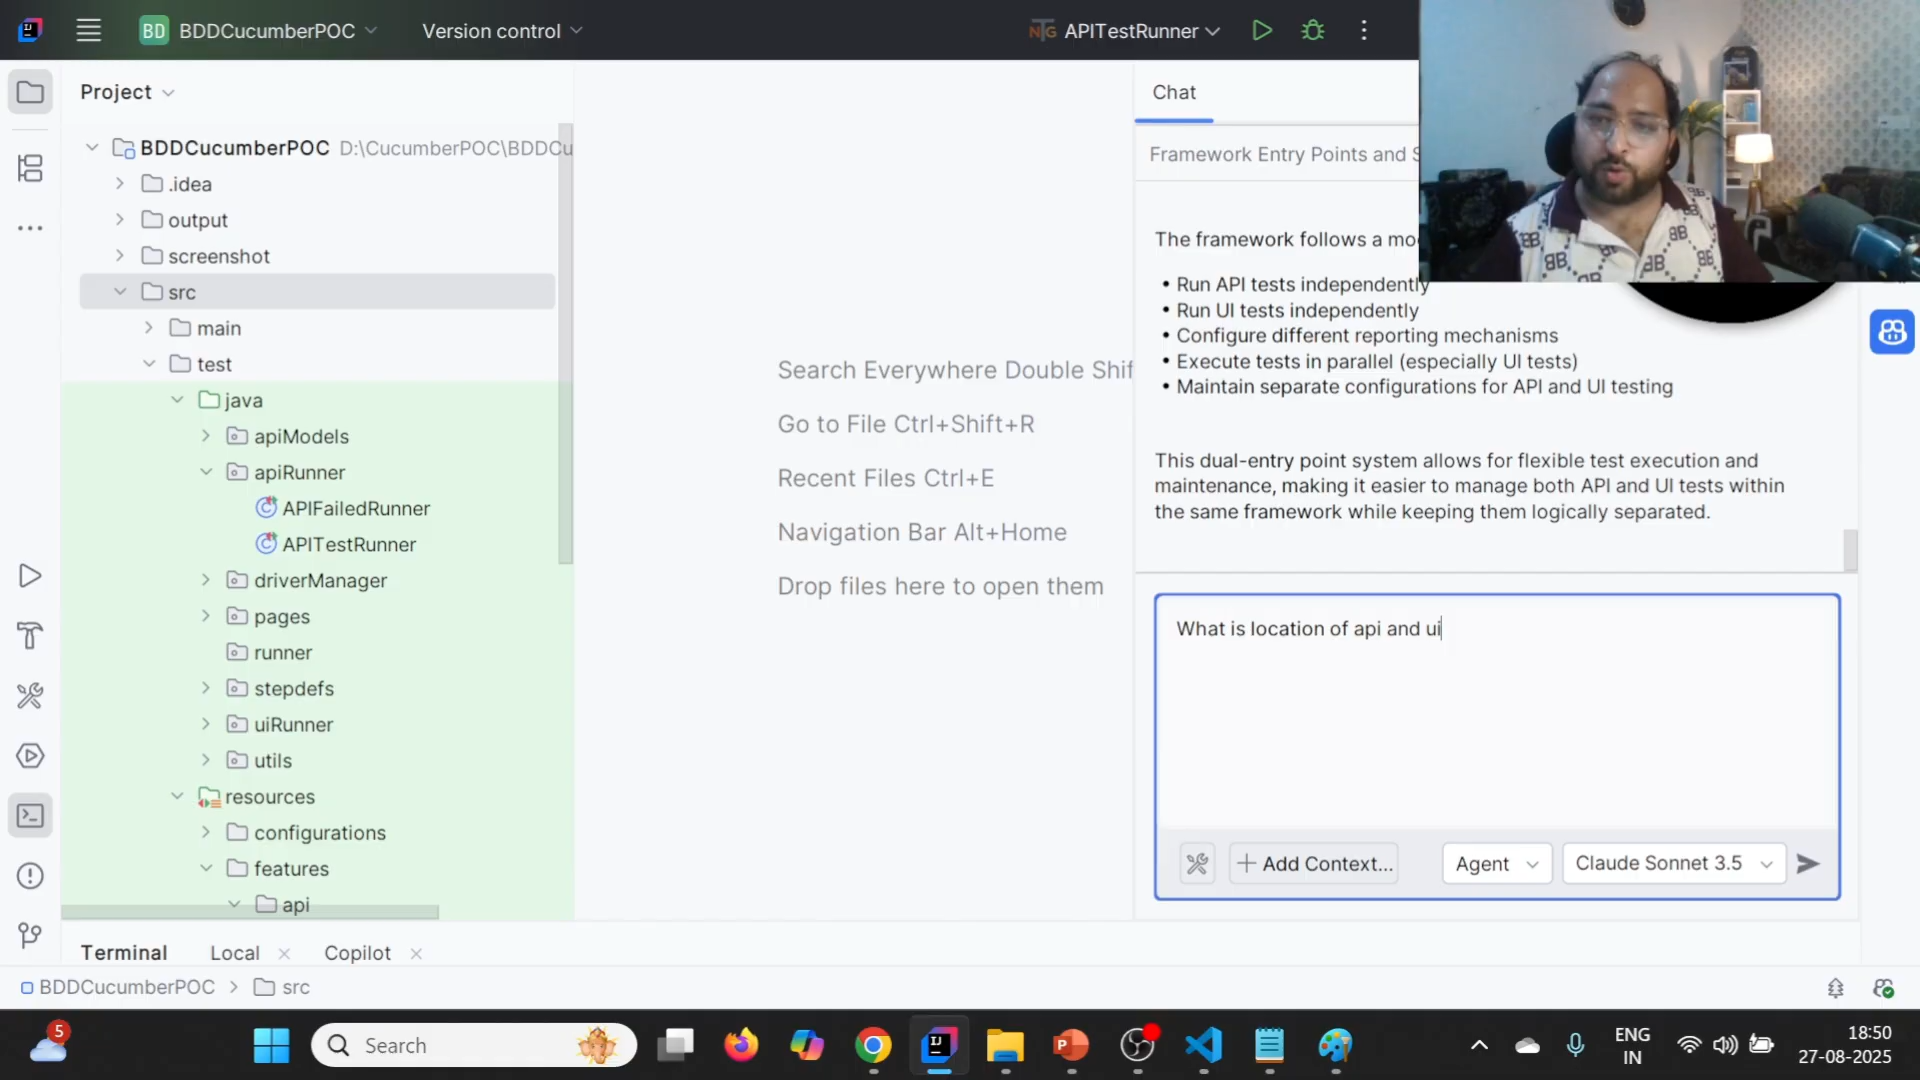 BD BDDCucumberPOC
Version control
APITestRunner
Project
BDDCucumberPOC D:\CucumberPOC\BDDCu
.idea
output
screenshot
src
main
test
java
apiModels
apiRunner
APIFailedRunner
APITestRunner
driverManager
pages
runner
stepdefs
uiRunner
utils
resources
configurations
features
api
Search Everywhere Double Shif
Go to File Ctrl+Shift+R
Recent Files Ctrl+E
Navigation Bar Alt+Home
Drop files here to open them
Chat
Framework Entry Points and S
The framework follows a mo
• Run API tests independently
• Run UI tests independently
• Configure different reporting mechanisms
• Execute tests in parallel (especially UI tests)
• Maintain separate configurations for API and UI testing
This dual-entry point system allows for flexible test execution and
maintenance, making it easier to manage both API and UI tests within
the same framework while keeping them logically separated.
What is location of api and ui
Add Context...
Agent
Claude Sonnet 3.5
Terminal Local Copilot
BDDCucumberPOC > src
5
Search
ENG
IN
18:50
27-08-2025